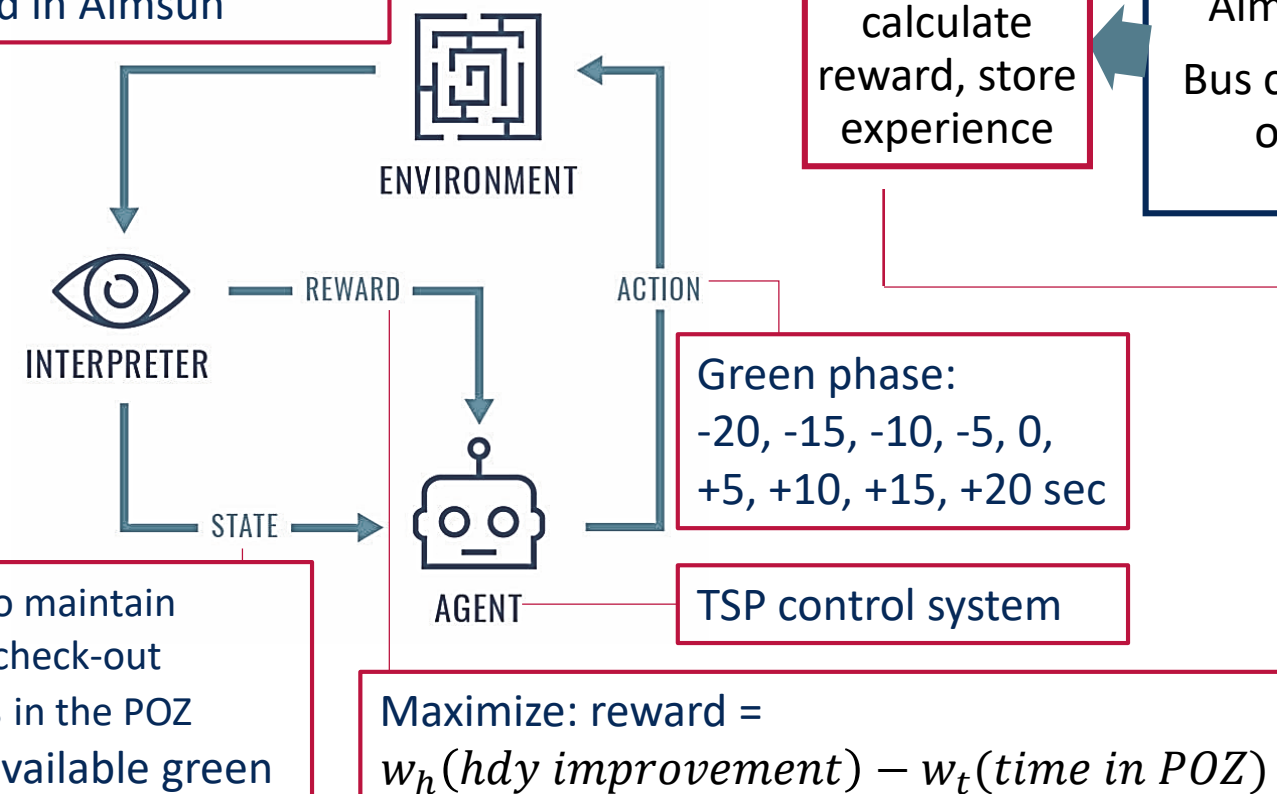 d in Aimsun
ENVIRONMENT
calculate
reward, store
experience
Bus
REWARD
ACTION
INTERPRETER
Green phase:
-20, -15, -10, -5, 0,
+5, +10, +15, +20 sec
STATE
AGENT
TSP control system
o maintain
check-out
in the POZ
vailable green
Maximize: reward =
w_h(hdy improvement) − w_t(time in POZ)